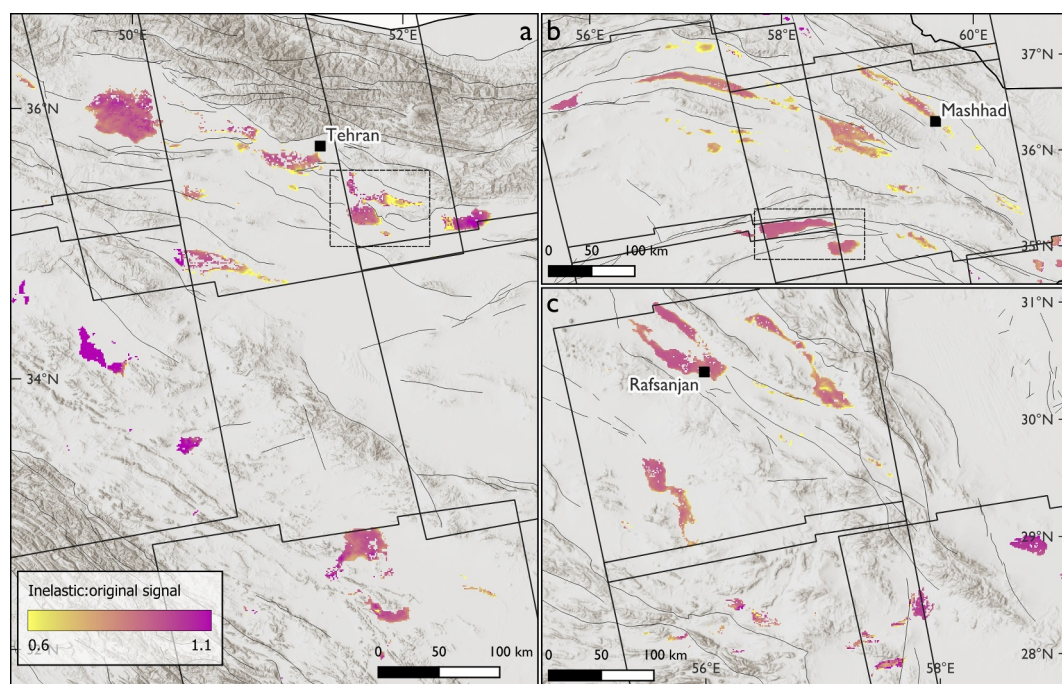 50°E
52°E
a
36°N
Tehran
34°N
32°N
Inelastic:original signal
0.6
1.1
0
50
100 km
b
56°E
58°E
60°E
37°N
Mashhad
36°N
35°N
0
50
100 km
c
31°N
Rafsanjan
30°N
29°N
28°N
0
50
100 km
56°E
58°E